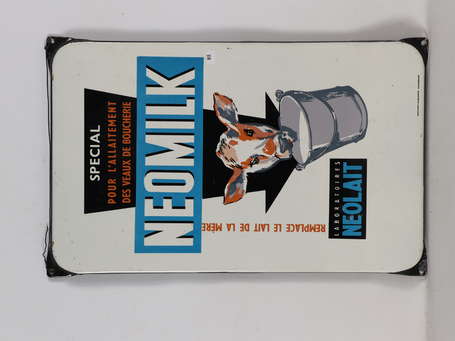 SPECIAL
POUR L'ALLAITEMENT
DES VEAUX DE BOUCHERIE
NEOMILK
REMPLACE LE LAIT DE LA MÈRE
LABORATOIRES
NEOLAIT